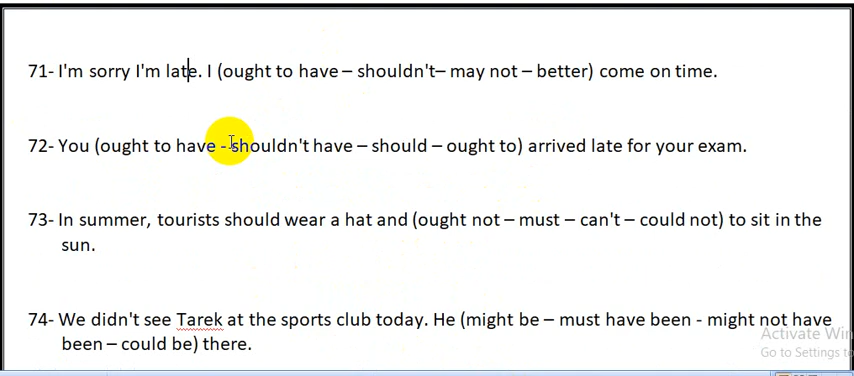 71- I'm sorry I'm late. I (ought to have – shouldn't– may not – better) come on time.
72- You (ought to have - shouldn't have – should – ought to) arrived late for your exam.
73- In summer, tourists should wear a hat and (ought not – must – can't – could not) to sit in the
sun.
74- We didn't see Tarek at the sports club today. He (might be – must have been - might not have
been – could be) there.
Activate Win
Go to Settings t